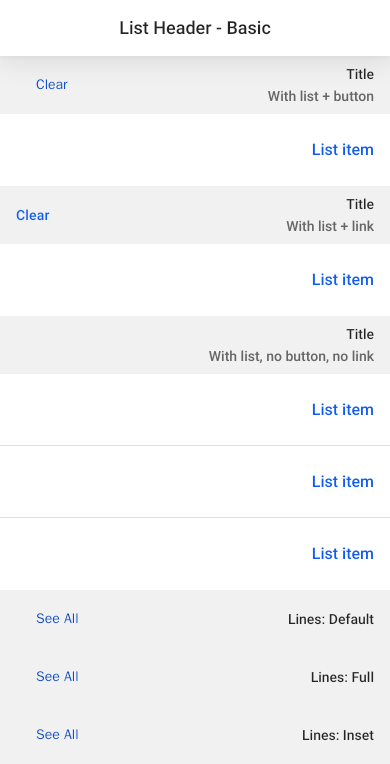 List Header - Basic
Title
Clear
With list + button
List item
Title
Clear
With list + link
List item
Title
With list, no button, no link
List item
List item
List item
See All
Lines: Default
See All
Lines: Full
See All
Lines: Inset